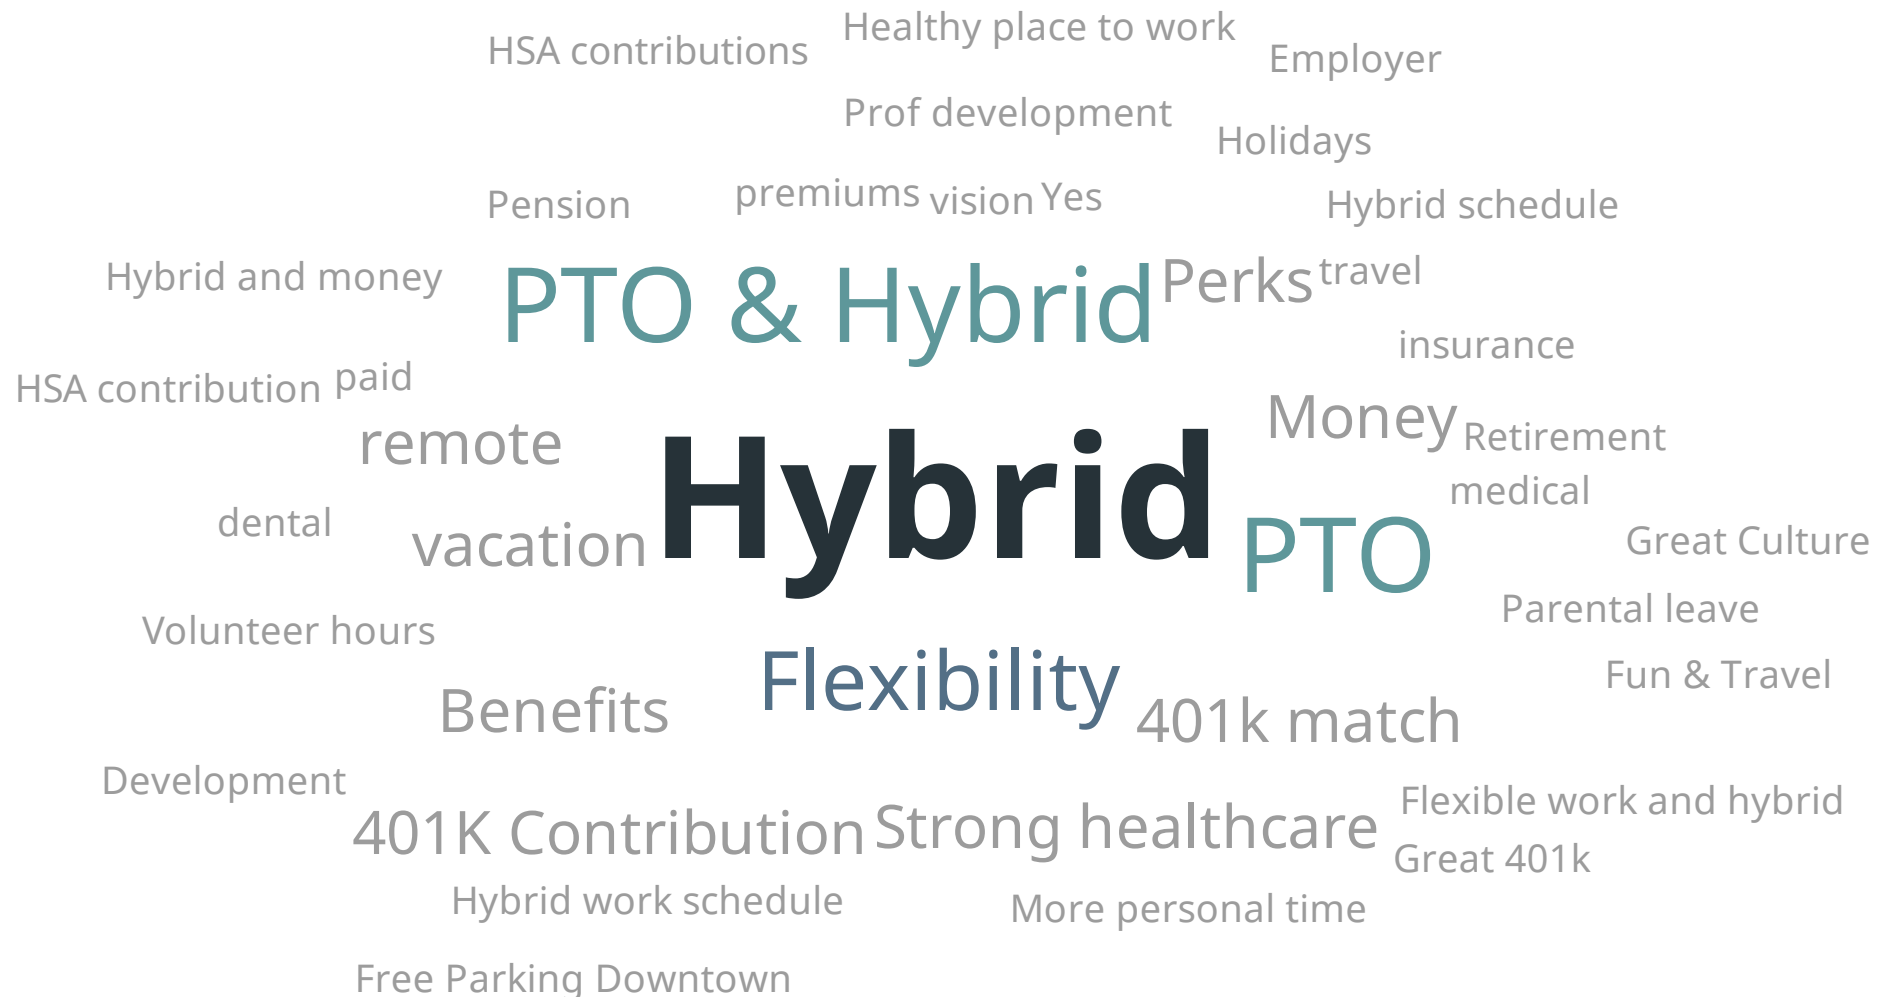 Healthy place to work
HSA contributions
Employer
Prof development
Holidays
premiums
vision
Yes
Pension
Hybrid schedule
Hybrid and money
PTO & Hybrid
Perks
travel
insurance
HSA contribution
paid
Money
remote
Retirement
Hybrid
medical
dental
vacation
PTO
Great Culture
Parental leave
Volunteer hours
Flexibility
Fun & Travel
Benefits
401k match
Development
Flexible work and hybrid
401K Contribution
Strong healthcare
Great 401k
Hybrid work schedule
More personal time
Free Parking Downtown